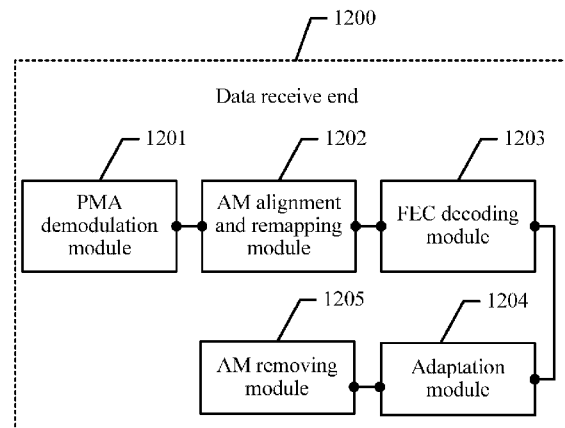 1200
Data receive end
1201
1202
1203
PMA
demodulation
module
AM alignment
and remapping
module
FEC decoding
module
1205
1204
AM removing
module
Adaptation
module